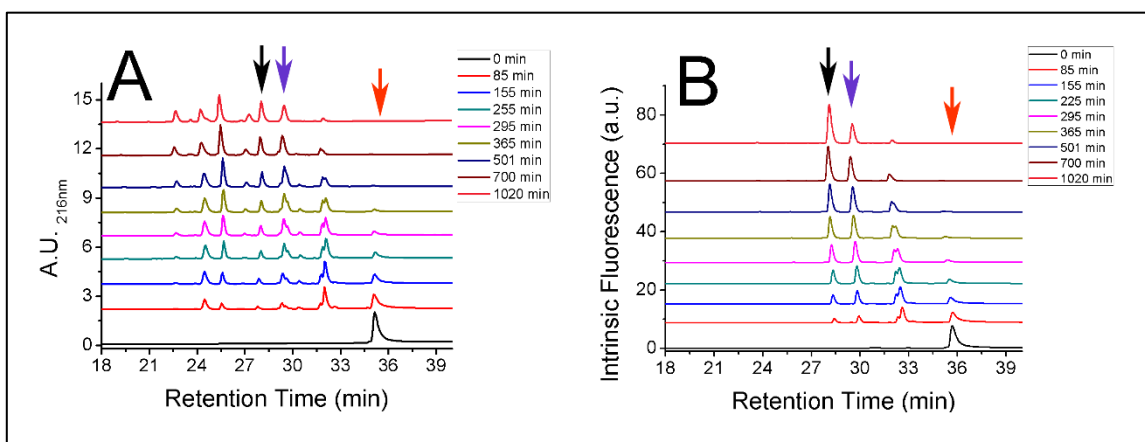 A
B
0 min
85 min
155 min
255 min
295 min
365 min
501 min
700 min
1020 min
0 min
85 min
155 min
225 min
295 min
365 min
501 min
700 min
1020 min
A.U. 216nm
15
12
9
6
3
0
18 21 24 27 30 33 36 39
Retention Time (min)
Intrinsic Fluorescence (a.u.)
80
60
40
20
0
18 21 24 27 30 33 36 39
Retention Time (min)